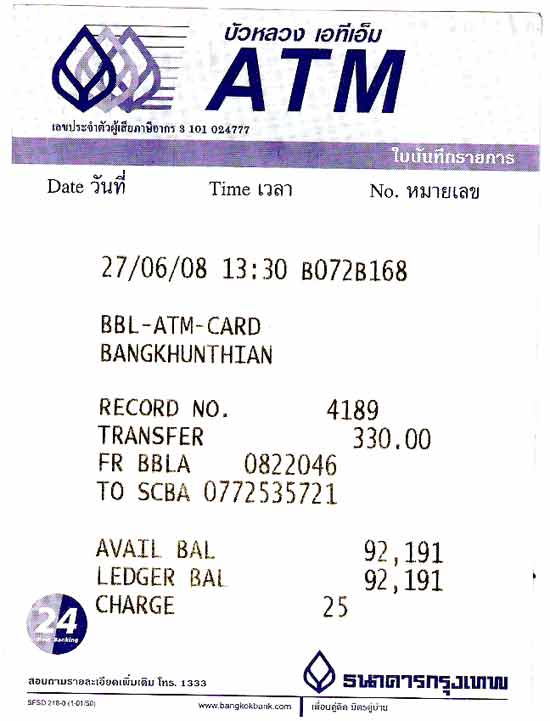 บัวหลวง เอทีเอ็ม
ATM
เลขประจำตัวผู้เสียภาษีอากร 3 101 024777
ใบบันทึกรายการ
Date วันที่ Time เวลา No. หมายเลข
27/06/08 13:30 B072B168
BBL-ATM-CARD
BANGKHUNTHIAN
RECORD NO. 4189
TRANSFER 330.00
FR BBLA 0822046
TO SCBA 0772535721
AVAIL BAL 92,191
LEDGER BAL 92,191
CHARGE 25
24
Banking
สอบถามรายละเอียดเพิ่มเติม โทร. 1333
ธนาคารกรุงเทพ
SFSD 218-0 (1-01/50) www.bangkokbank.com เพื่อนคู่คิด มิตรคู่บ้าน